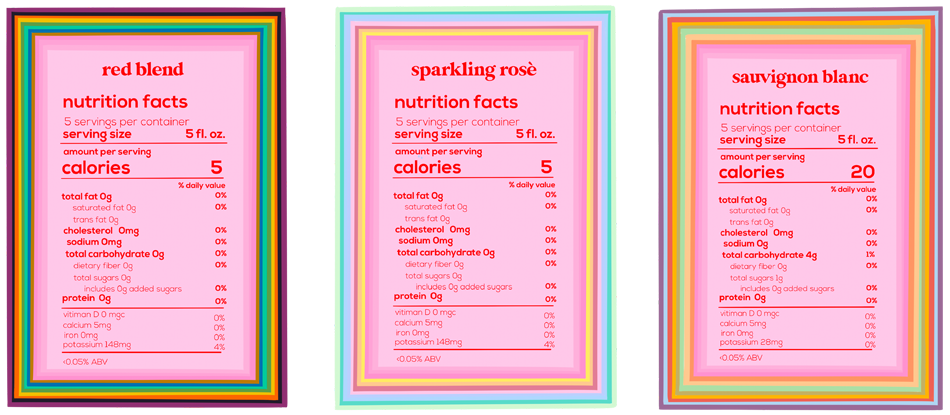 red blend
nutrition facts
5 servings per container
serving size 5 fl. oz.
amount per serving
calories 5
% daily value
total fat 0g 0%
saturated fat 0g 0%
trans fat 0g
cholesterol 0mg 0%
sodium 0mg 0%
total carbohydrate 0g 0%
dietary fiber 0g 0%
total sugars 0g
includes 0g added sugars 0%
protein 0g 0%
vitiman D 0 mgc 0%
calcium 5mg 0%
iron 0mg 0%
potassium 148mg 4%
<0.05% ABV
sparkling rosè
nutrition facts
5 servings per container
serving size 5 fl. oz.
amount per serving
calories 5
% daily value
total fat 0g 0%
saturated fat 0g 0%
trans fat 0g
cholesterol 0mg 0%
sodium 0mg 0%
total carbohydrate 0g 0%
dietary fiber 0g 0%
total sugars 0g
includes 0g added sugars 0%
protein 0g 0%
vitiman D 0 mgc 0%
calcium 5mg 0%
iron 0mg 0%
potassium 148mg 4%
<0.05% ABV
sauvignon blanc
nutrition facts
5 servings per container
serving size 5 fl. oz.
amount per serving
calories 20
% daily value
total fat 0g 0%
saturated fat 0g 0%
trans fat 0g
cholesterol 0mg 0%
sodium 0g 0%
total carbohydrate 4g 1%
dietary fiber 0g 0%
total sugars 1g
includes 0g added sugars 0%
protein 0g 0%
vitiman D 0 mgc 0%
calcium 5mg 0%
iron 0mg 0%
potassium 28mg 0%
<0.05% ABV